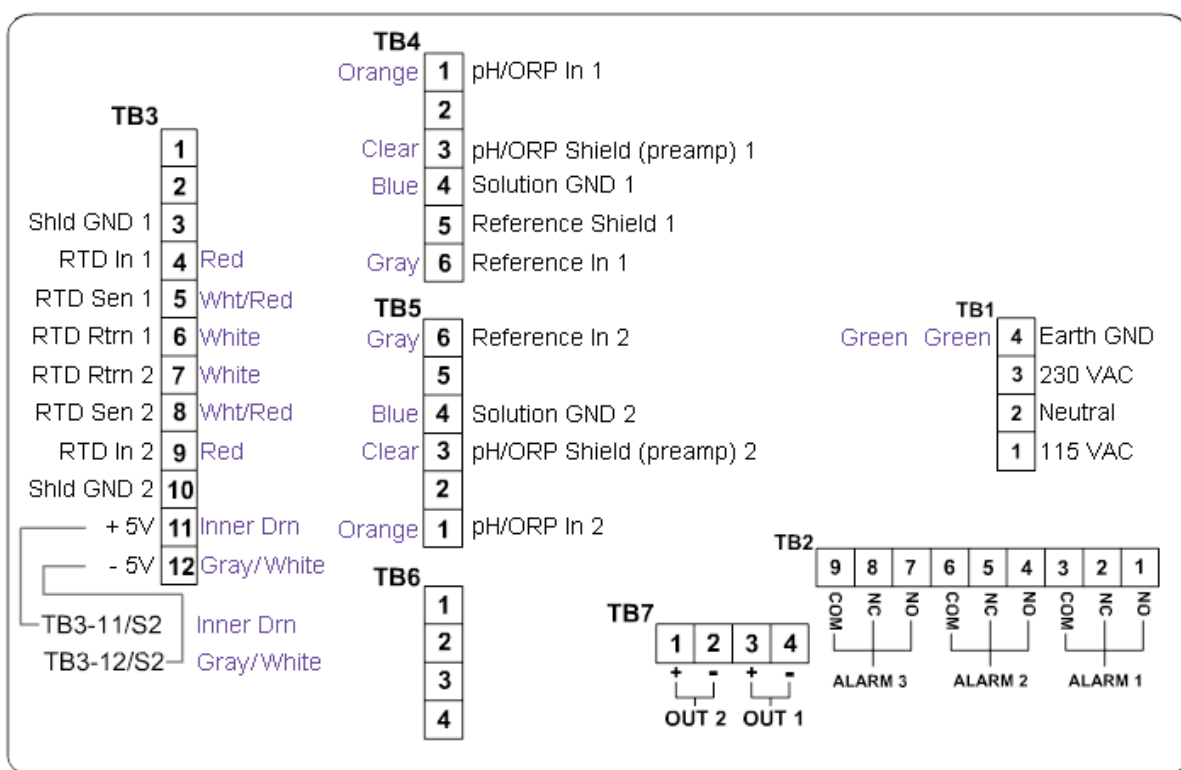 TB4
Orange 1 pH/ORP In 1
2
Clear 3 pH/ORP Shield (preamp) 1
Blue 4 Solution GND 1
5 Reference Shield 1
Gray 6 Reference In 1
TB3
1
2
Shld GND 1 3
RTD In 1 4 Red
RTD Sen 1 5 Wht/Red
RTD Rtrn 1 6 White
RTD Rtrn 2 7 White
RTD Sen 2 8 Wht/Red
RTD In 2 9 Red
Shld GND 2 10
+ 5V 11 Inner Drn
- 5V 12 Gray/White
TB3-11/S2 Inner Drn
TB3-12/S2 Gray/White
TB5
Gray 6 Reference In 2
5
Blue 4 Solution GND 2
Clear 3 pH/ORP Shield (preamp) 2
2
Orange 1 pH/ORP In 2
TB6
1
2
3
4
TB1
Green Green 4 Earth GND
3 230 VAC
2 Neutral
1 115 VAC
TB2
9 8 7 6 5 4 3 2 1
COM NC NO COM NC NO COM NC NO
ALARM 3 ALARM 2 ALARM 1
TB7
1 2 3 4
+ - + -
OUT 2 OUT 1